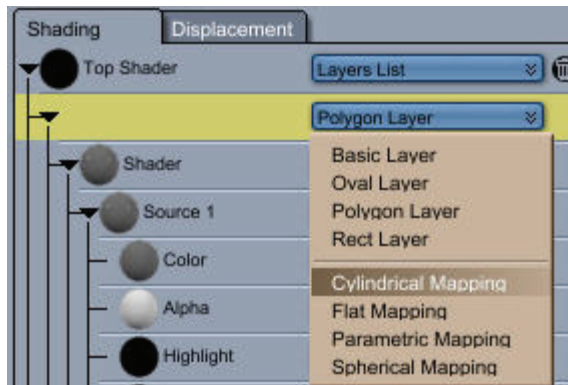 Shading Displacement
Top Shader Layers List
Polygon Layer
Basic Layer
Shader
Oval Layer
Source 1 Polygon Layer
Rect Layer
Color
Cylindrical Mapping
Alpha Flat Mapping
Parametric Mapping
Highlight
Spherical Mapping